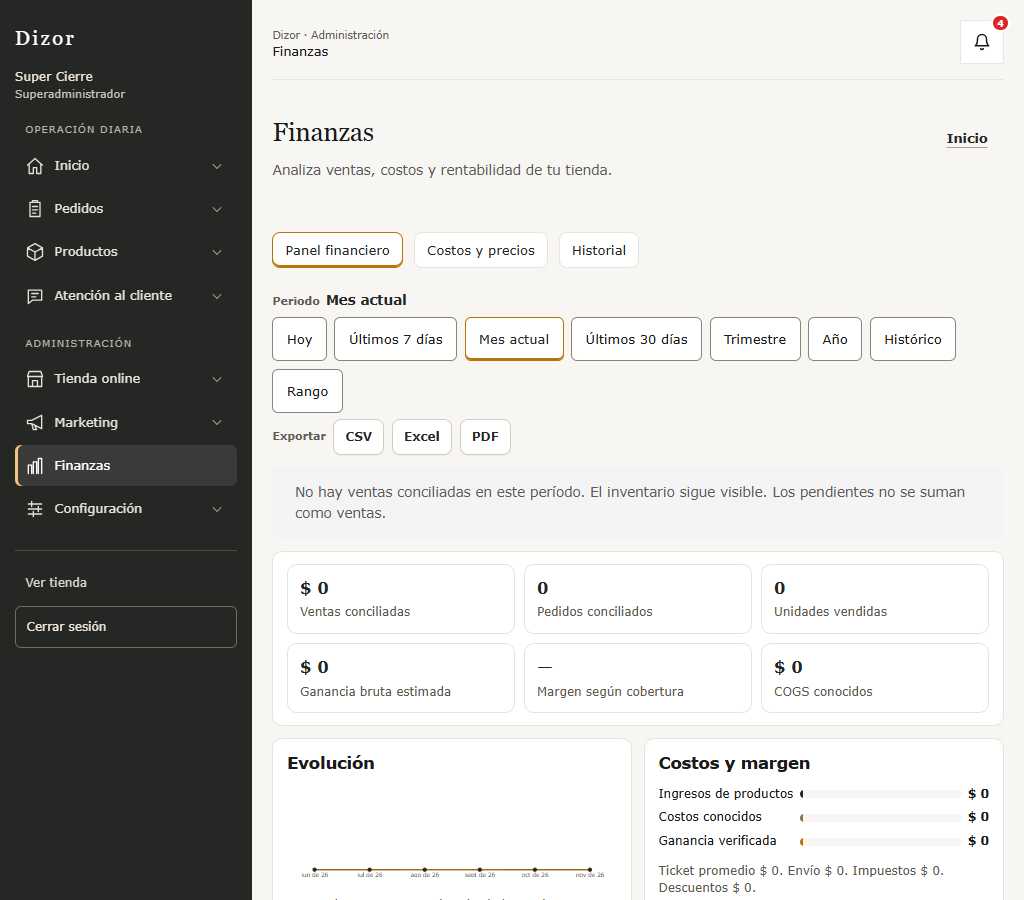 Dizor
Super Cierre
Superadministrador
OPERACIÓN DIARIA
Inicio
Pedidos
Productos
Atención al cliente
ADMINISTRACIÓN
Tienda online
Marketing
Finanzas
Configuración
Ver tienda
Cerrar sesión
Dizor · Administración
Finanzas
4
Finanzas
Inicio
Analiza ventas, costos y rentabilidad de tu tienda.
Panel financiero
Costos y precios
Historial
Periodo Mes actual
Hoy
Últimos 7 días
Mes actual
Últimos 30 días
Trimestre
Año
Histórico
Rango
Exportar
CSV
Excel
PDF
No hay ventas conciliadas en este período. El inventario sigue visible. Los pendientes no se suman
como ventas.
$ 0
Ventas conciliadas
0
Pedidos conciliados
0
Unidades vendidas
$ 0
Ganancia bruta estimada
—
Margen según cobertura
$ 0
COGS conocidos
Evolución
jun de 26
jul de 26
ago de 26
sept de 26
oct de 26
nov de 26
Costos y margen
Ingresos de productos $ 0
Costos conocidos $ 0
Ganancia verificada $ 0
Ticket promedio $ 0. Envío $ 0. Impuestos $ 0.
Descuentos $ 0.